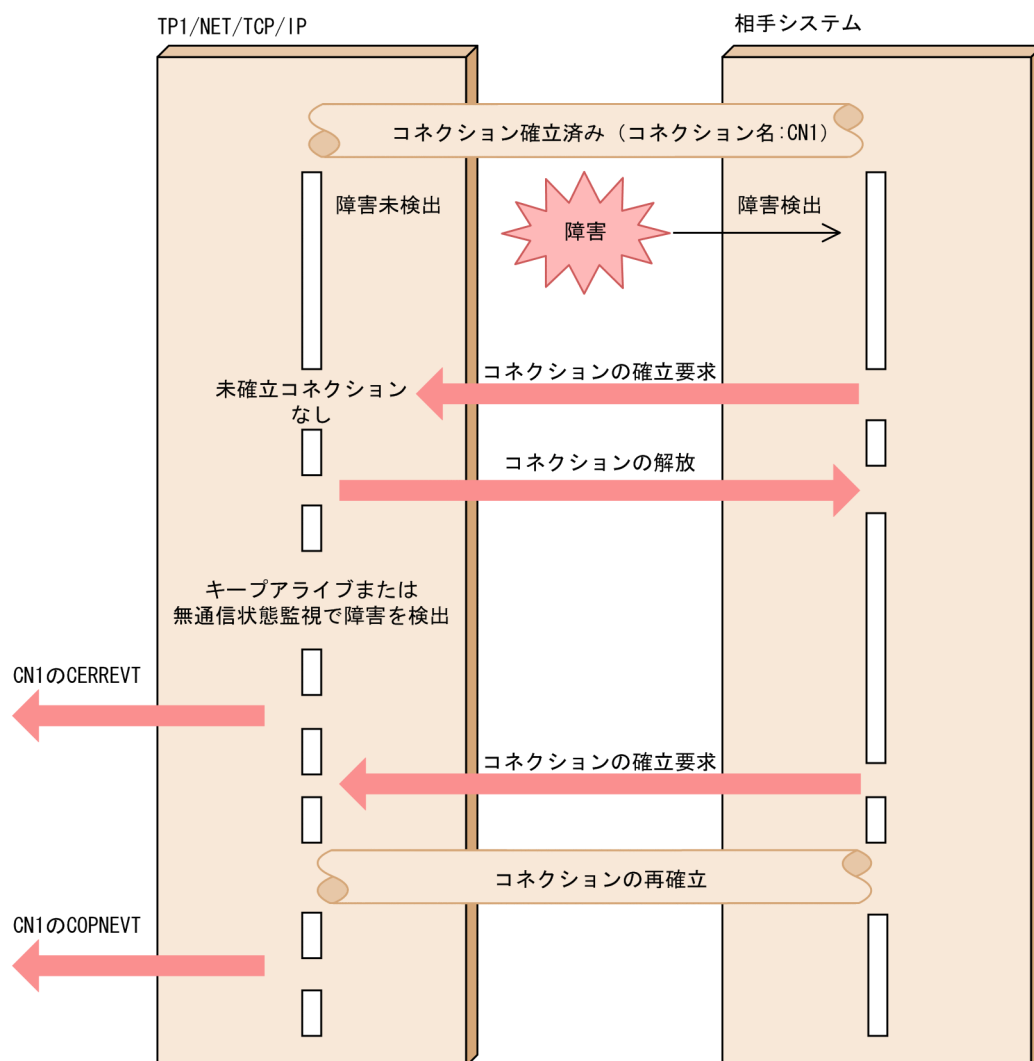 TP1/NET/TCP/IP
相手システム
コネクション確立済み（コネクション名:CN1）
障害未検出
障害
障害検出
コネクションの確立要求
未確立コネクション
なし
コネクションの解放
キープアライブまたは
無通信状態監視で障害を検出
CN1のCERREVT
コネクションの確立要求
コネクションの再確立
CN1のCOPNEVT